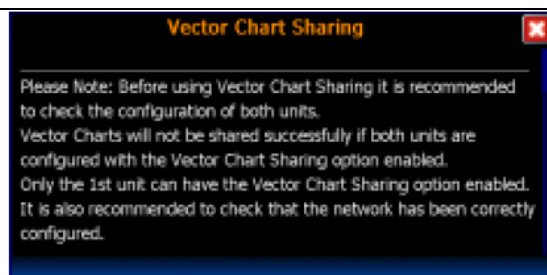 Vector Chart Sharing
Please Note: Before using Vector Chart Sharing it is recommended
to check the configuration of both units.
Vector Charts will not be shared successfully if both units are
configured with the Vector Chart Sharing option enabled.
Only the 1st unit can have the Vector Chart Sharing option enabled.
It is also recommended to check that the network has been correctly
configured.